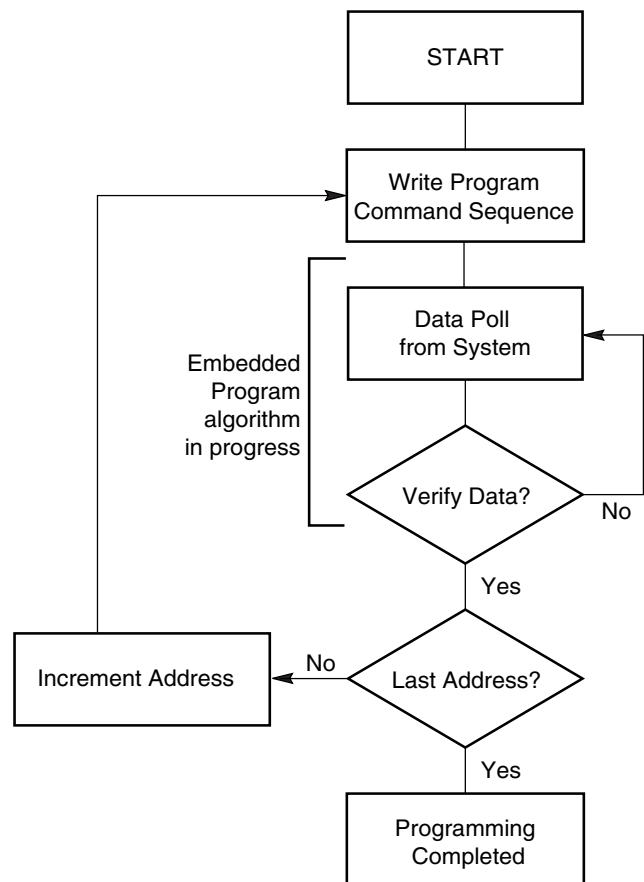 START
Write Program
Command Sequence
Data Poll
from System
Embedded
Program
algorithm
in progress
Verify Data?
No
Yes
Last Address?
No
Increment Address
Yes
Programming
Completed